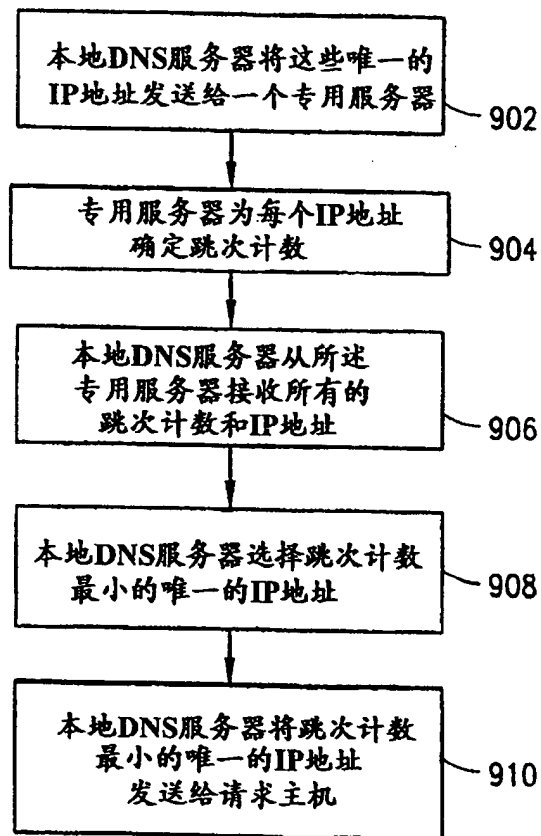 本地DNS服务器将这些唯一的
IP地址发送给一个专用服务器
902
专用服务器为每个IP地址
确定跳次计数
904
本地DNS服务器从所述
专用服务器接收所有的
跳次计数和IP地址
906
本地DNS服务器选择跳次计数
最小的唯一的IP地址
908
本地DNS服务器将跳次计数
最小的唯一的IP地址
发送给请求主机
910